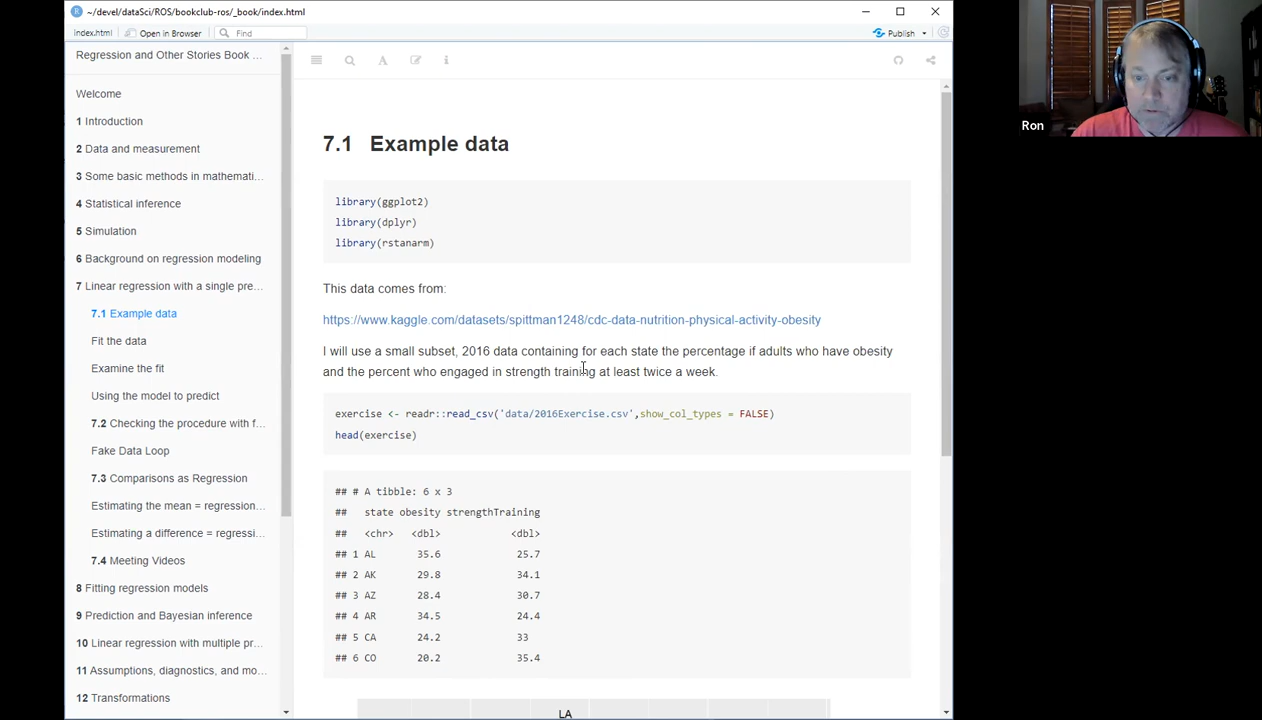 ~/devel/dataSci/ROS/bookclub-ros/_book/index.html
index.html
Open in Browser
Find
Publish
Regression and Other Stories Book ...
Welcome
1 Introduction
2 Data and measurement
3 Some basic methods in mathemati...
4 Statistical inference
5 Simulation
6 Background on regression modeling
7 Linear regression with a single pre...
7.1 Example data
Fit the data
Examine the fit
Using the model to predict
7.2 Checking the procedure with f...
Fake Data Loop
7.3 Comparisons as Regression
Estimating the mean = regression...
Estimating a difference = regressi...
7.4 Meeting Videos
8 Fitting regression models
9 Prediction and Bayesian inference
10 Linear regression with multiple pr...
11 Assumptions, diagnostics, and mo...
12 Transformations
7.1 Example data
library(ggplot2)
library(dplyr)
library(rstanarm)
This data comes from:
https://www.kaggle.com/datasets/spittman1248/cdc-data-nutrition-physical-activity-obesity
I will use a small subset, 2016 data containing for each state the percentage if adults who have obesity
and the percent who engaged in strength training at least twice a week.
exercise <- readr::read_csv('data/2016Exercise.csv',show_col_types = FALSE)
head(exercise)
## # A tibble: 6 x 3
##   state obesity strengthTraining
##   <chr>   <dbl>            <dbl>
## 1 AL       35.6             25.7
## 2 AK       29.8             34.1
## 3 AZ       28.4             30.7
## 4 AR       34.5             24.4
## 5 CA       24.2             33
## 6 CO       20.2             35.4
LA
Ron